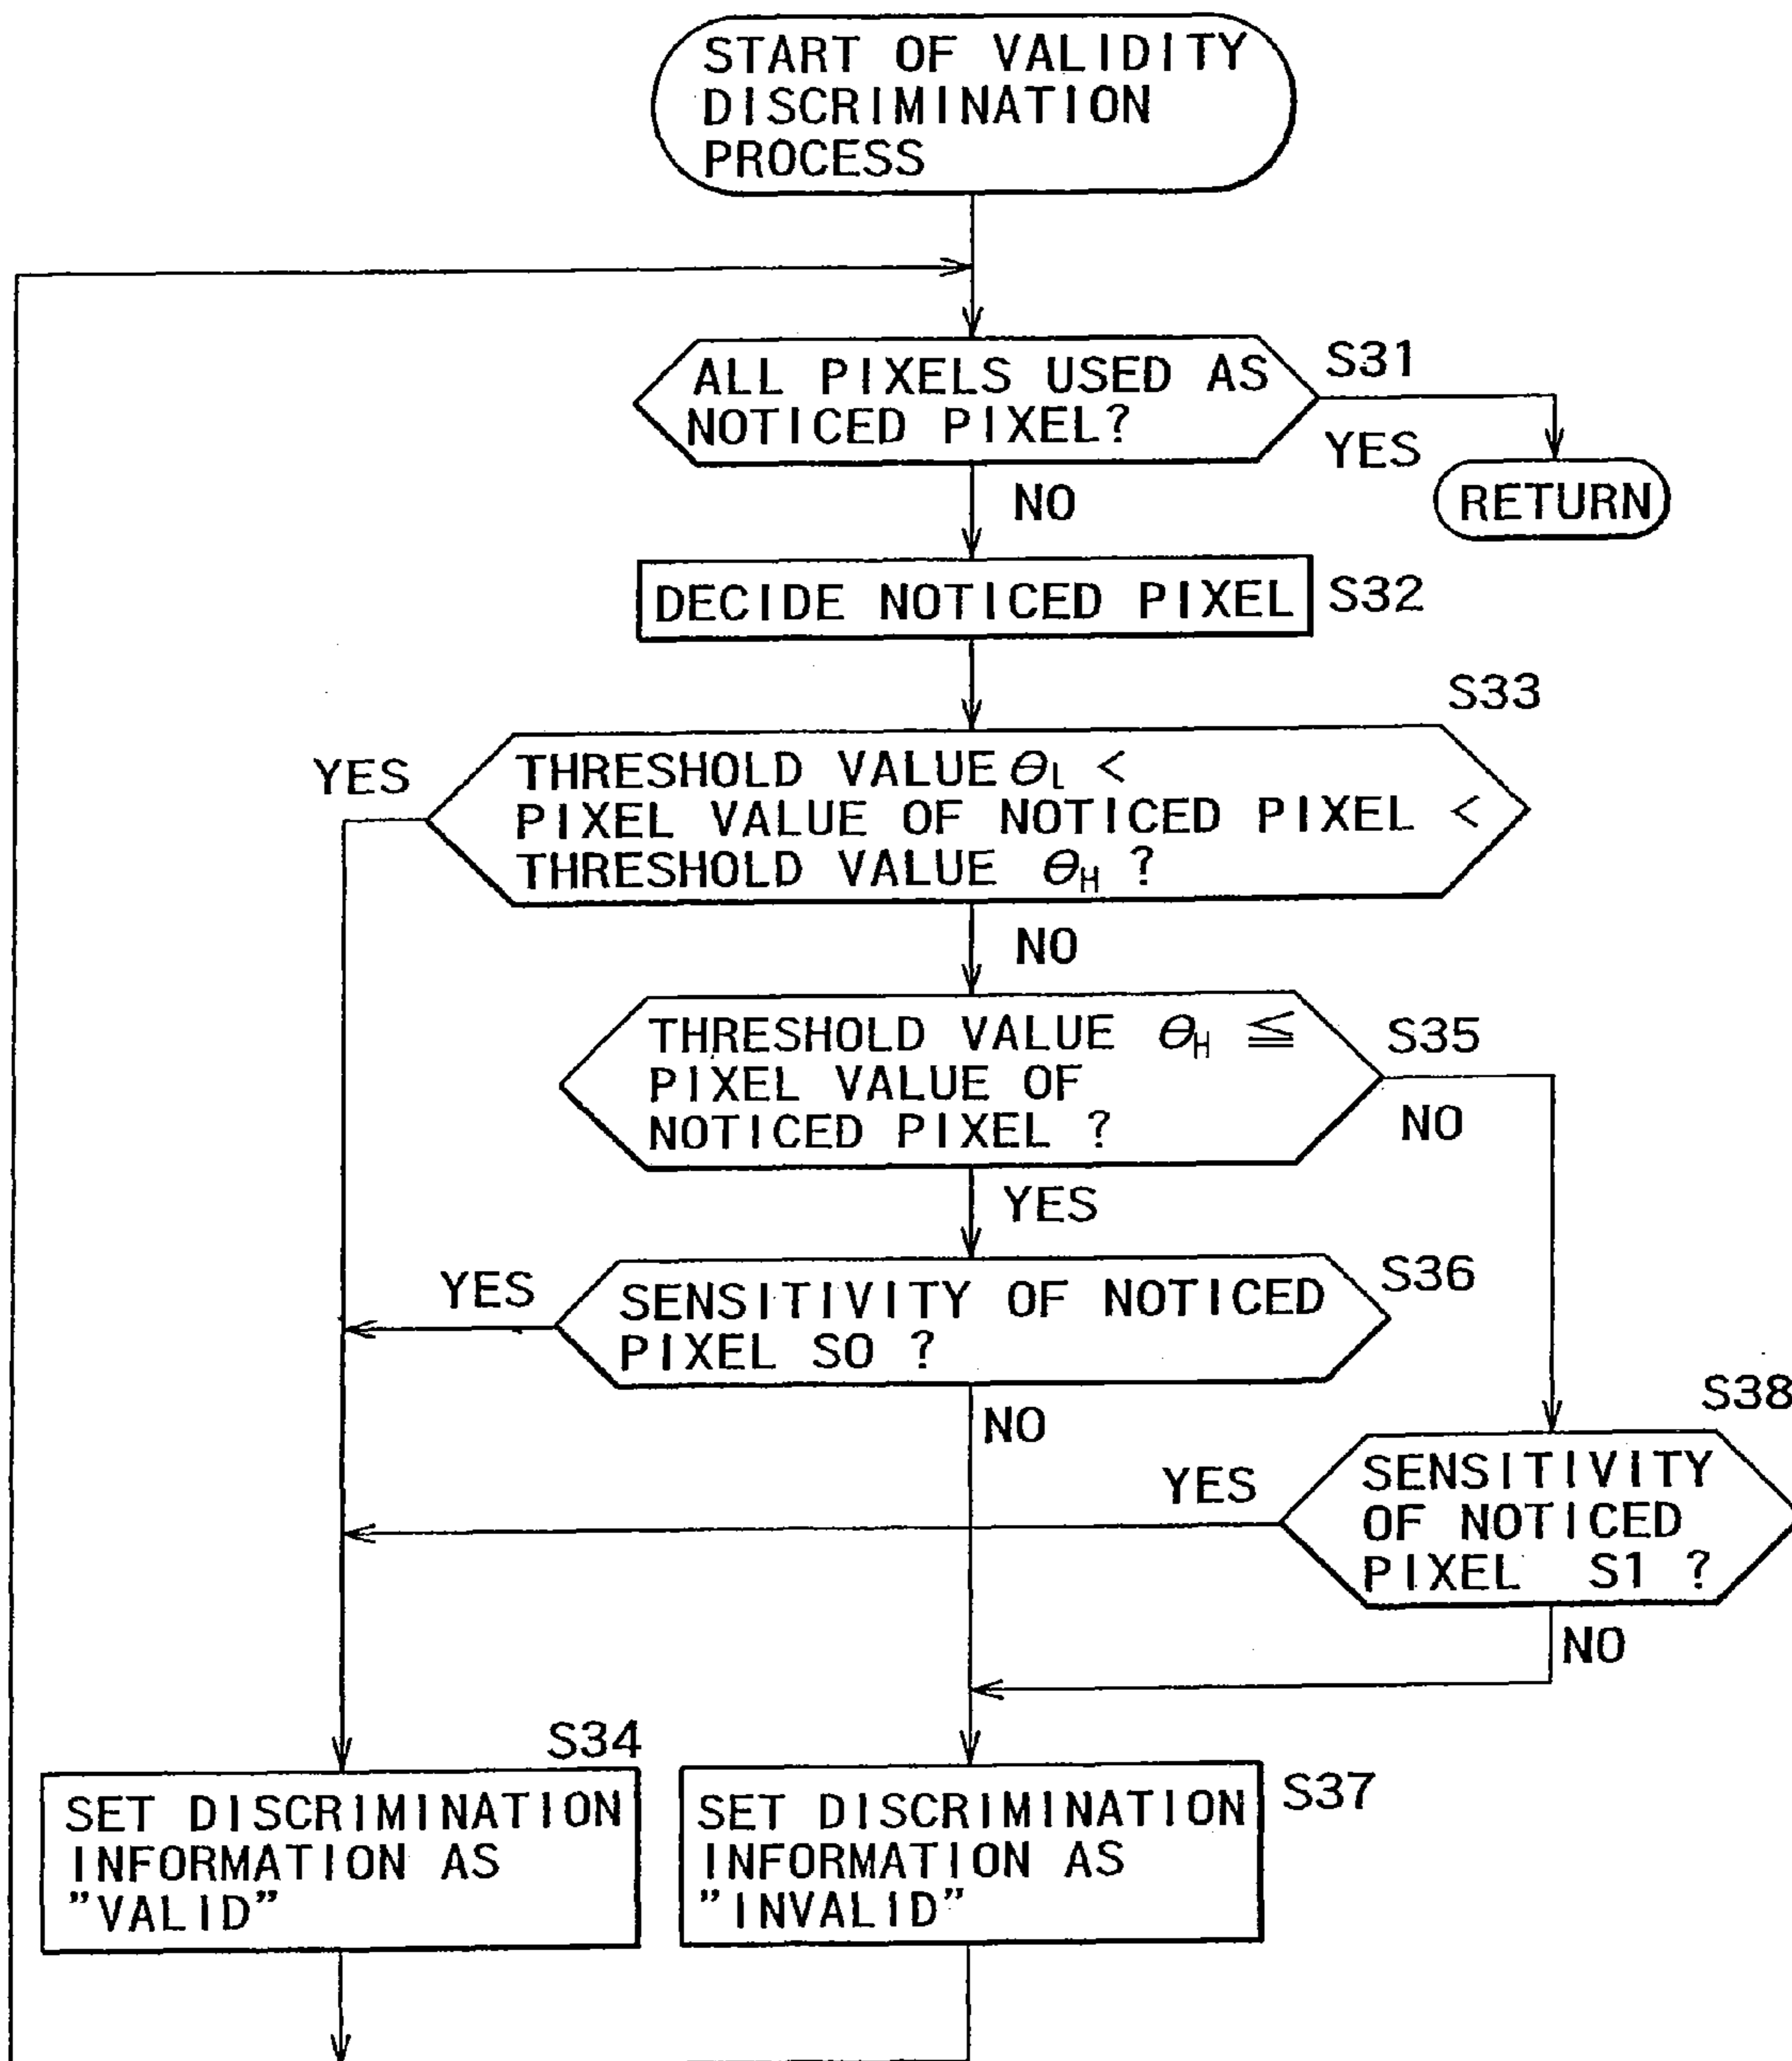 START OF VALIDITY
DISCRIMINATION
PROCESS
ALL PIXELS USED AS
NOTICED PIXEL?
S31
YES
RETURN
NO
DECIDE NOTICED PIXEL
S32
S33
YES
THRESHOLD VALUE θL <
PIXEL VALUE OF NOTICED PIXEL <
THRESHOLD VALUE θH ?
NO
THRESHOLD VALUE θH ≦
PIXEL VALUE OF
NOTICED PIXEL ?
S35
NO
YES
YES
SENSITIVITY OF NOTICED
PIXEL S0 ?
S36
NO
S38
YES
SENSITIVITY
OF NOTICED
PIXEL S1 ?
NO
S34
SET DISCRIMINATION
INFORMATION AS
"VALID"
SET DISCRIMINATION
INFORMATION AS
"INVALID"
S37